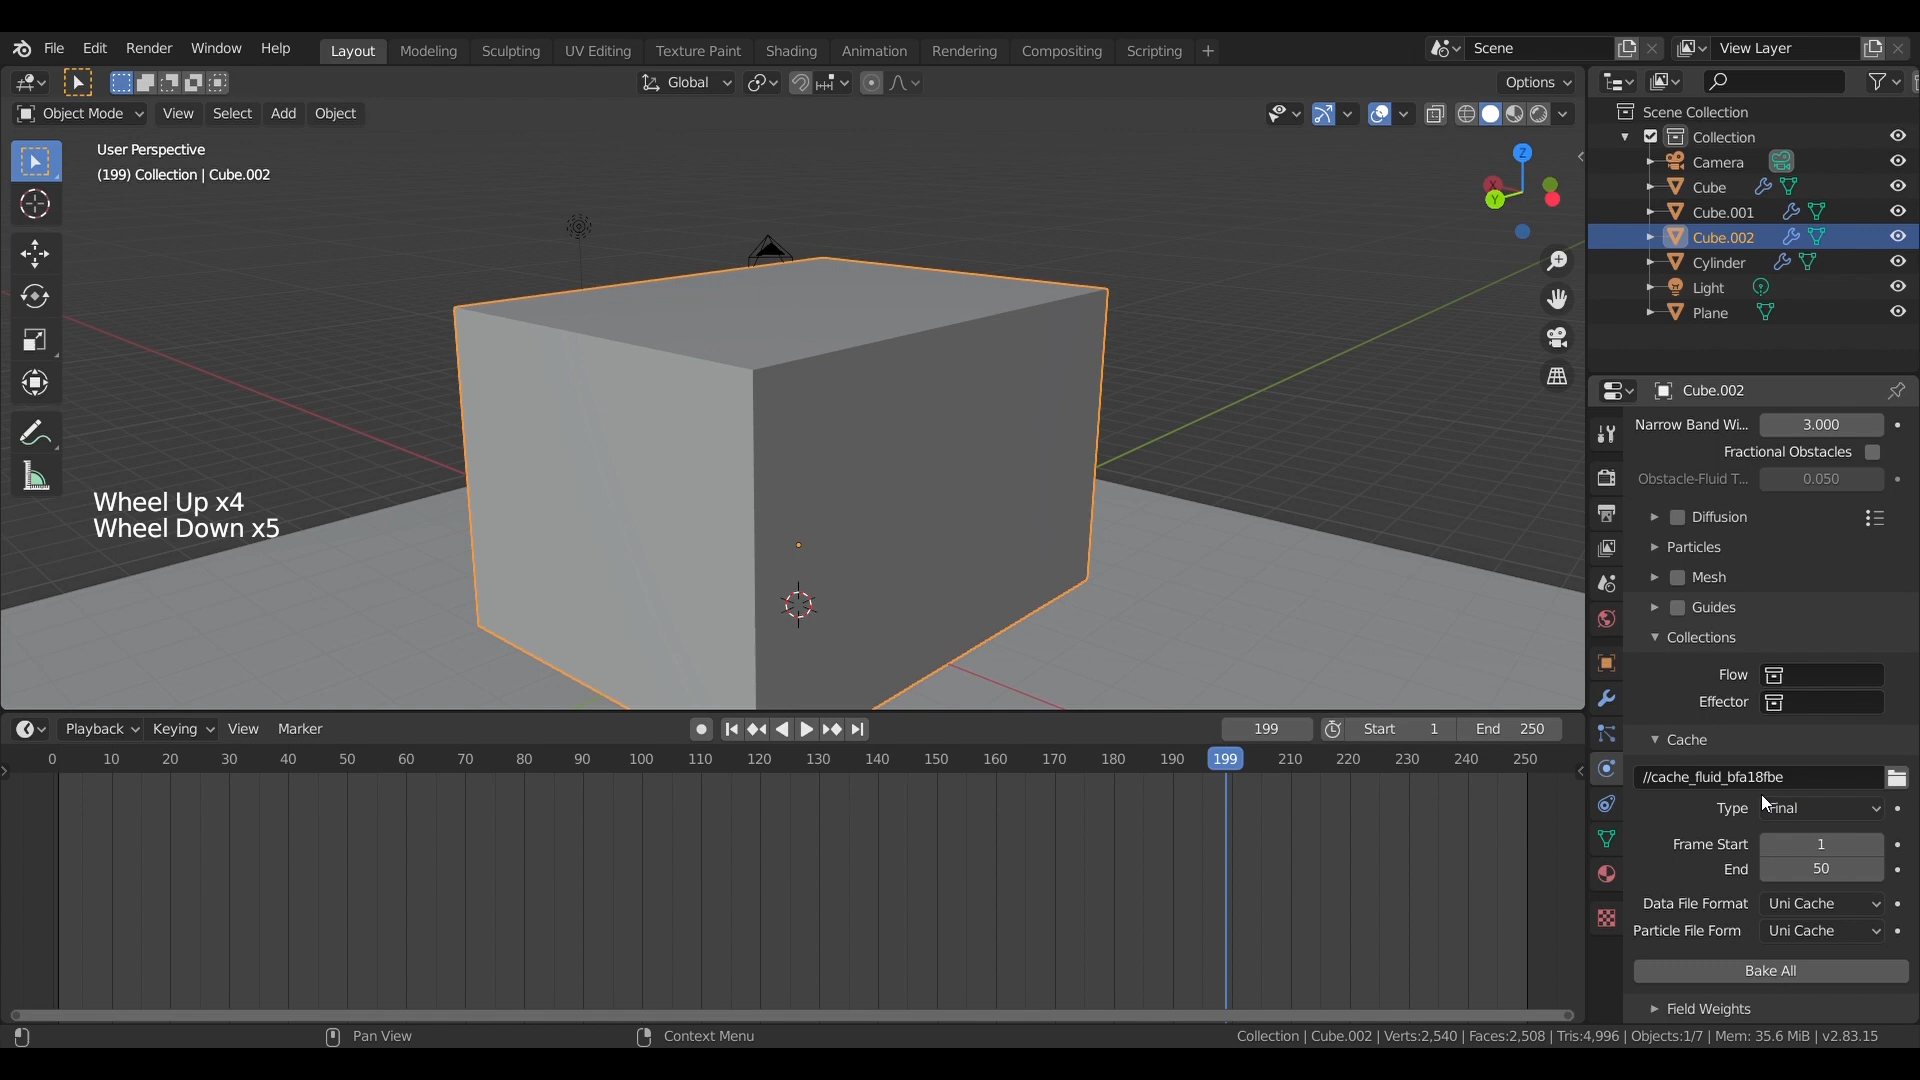 File Edit Render Window Help Layout Modeling Sculpting UV Editing Texture Paint Shading Animation Rendering Compositing Scripting + Scene View Layer
Global Options
Object Mode View Select Add Object
User Perspective
(199) Collection | Cube.002
Z
X
Y
Wheel Up x4
Wheel Down x5
Scene Collection
Collection
Camera
Cube
Cube.001
Cube.002
Cylinder
Light
Plane
Cube.002
Narrow Band Wi... 3.000
Fractional Obstacles
Obstacle-Fluid T... 0.050
Diffusion
Particles
Mesh
Guides
Collections
Flow
Effector
Cache
//cache_fluid_bfa18fbe
Type Final
Frame Start 1
End 50
Data File Format Uni Cache
Particle File Form Uni Cache
Bake All
Field Weights
Playback Keying View Marker 199 Start 1 End 250
0 10 20 30 40 50 60 70 80 90 100 110 120 130 140 150 160 170 180 190 199 210 220 230 240 250
Pan View Context Menu Collection | Cube.002 | Verts:2,540 | Faces:2,508 | Tris:4,996 | Objects:1/7 | Mem: 35.6 MiB | v2.83.15